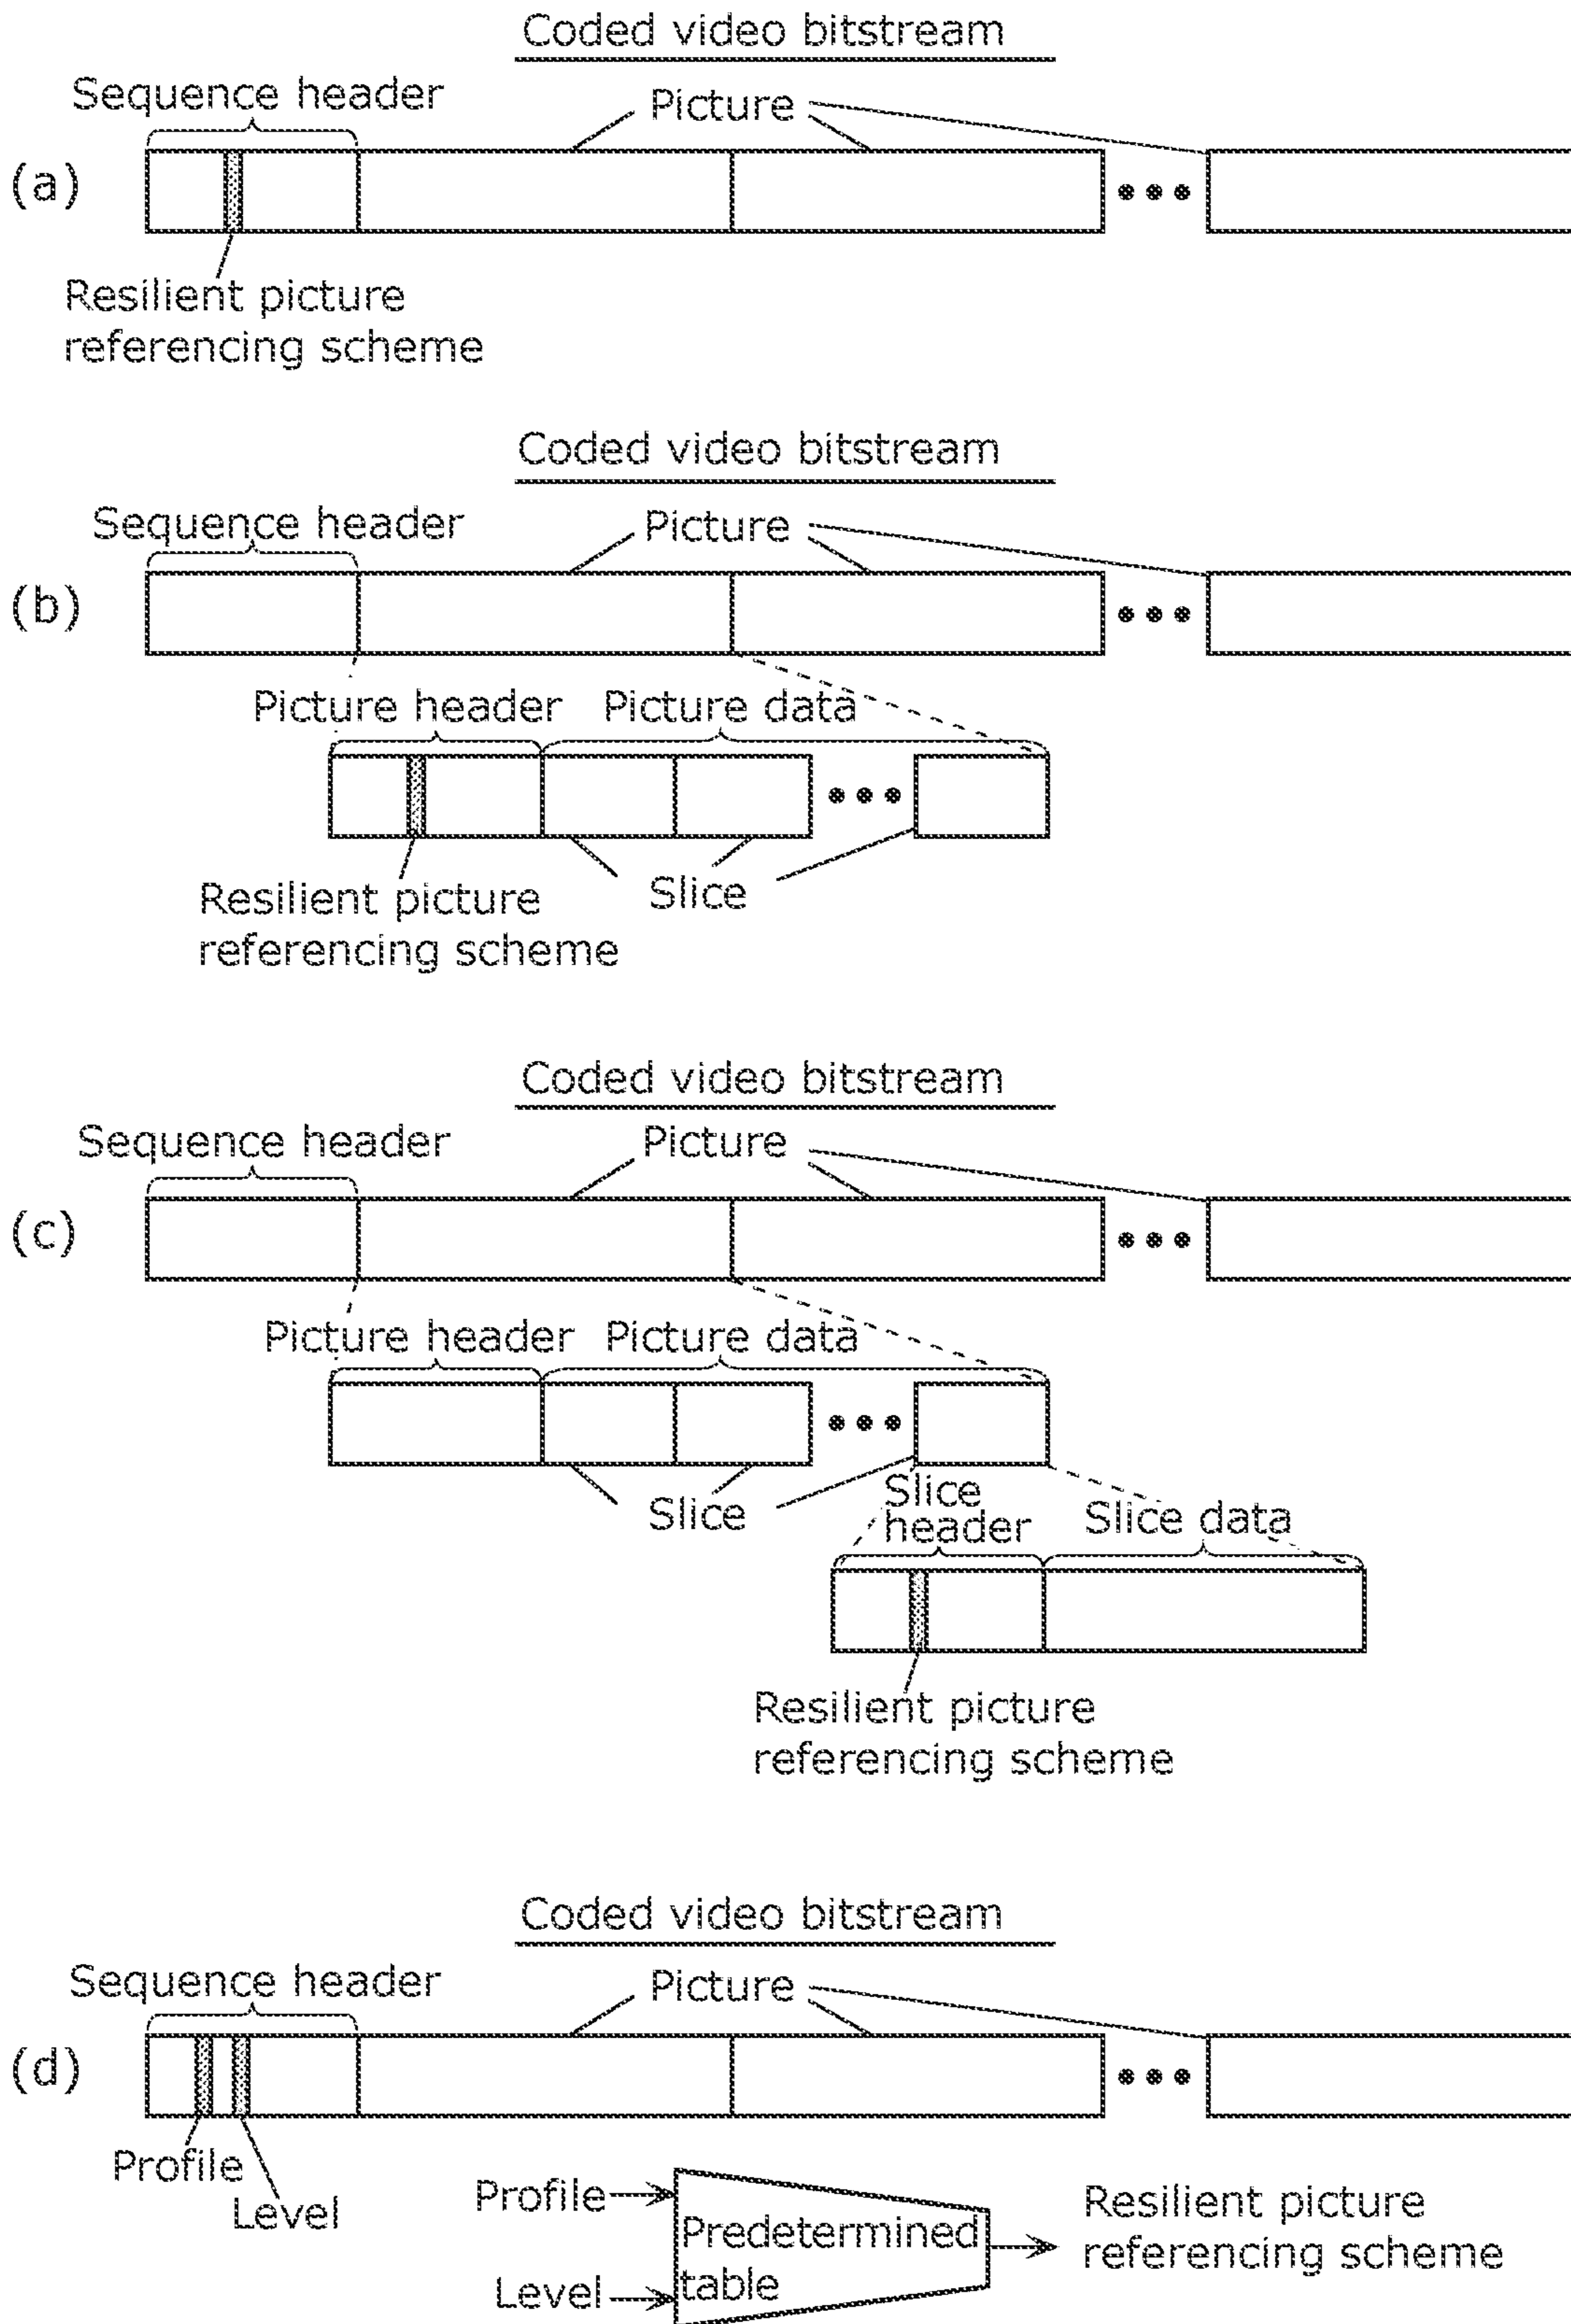 Coded video bitstream
Sequence header
Picture
(a)
Resilient picture
referencing scheme
Coded video bitstream
Sequence header
Picture
(b)
Picture header
Picture data
Slice
Resilient picture
referencing scheme
Coded video bitstream
Sequence header
Picture
(c)
Picture header
Picture data
Slice
Slice
header
Slice data
Resilient picture
referencing scheme
Coded video bitstream
Sequence header
Picture
(d)
Profile
Level
Profile
Level
Predetermined
table
Resilient picture
referencing scheme